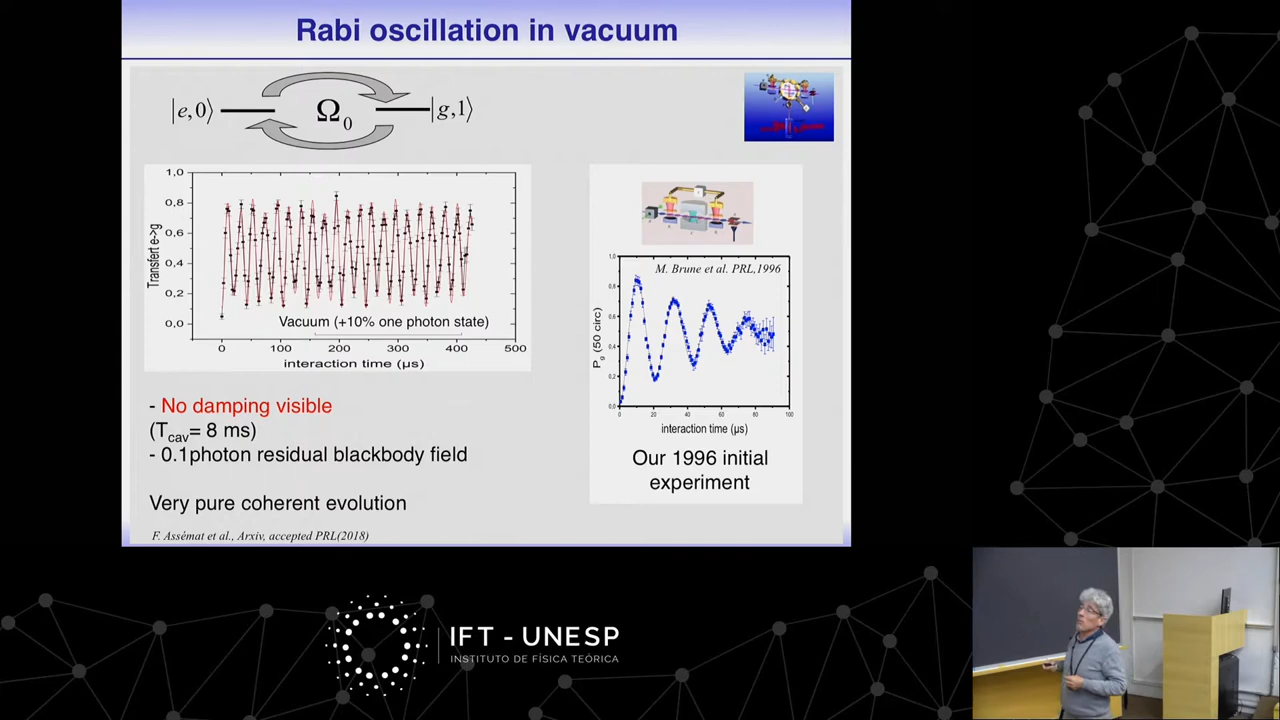 Rabi oscillation in vacuum
|e,0⟩
Ω0
|g,1⟩
1,0
0,8
0,6
0,4
0,2
0,0
Transfert e->g
Vacuum (+10% one photon state)
0 100 200 300 400 500
interaction time (µs)
- No damping visible
(Tcav= 8 ms)
- 0.1photon residual blackbody field
Very pure coherent evolution
F. Assémat et al., Arxiv, accepted PRL(2018)
M. Brune et al. PRL,1996
1,0
0,8
0,6
0,4
0,2
0,0
Pg (50 circ)
0 20 40 60 80 100
interaction time (µs)
Our 1996 initial
experiment
IFT - UNESP
INSTITUTO DE FÍSICA TEÓRICA